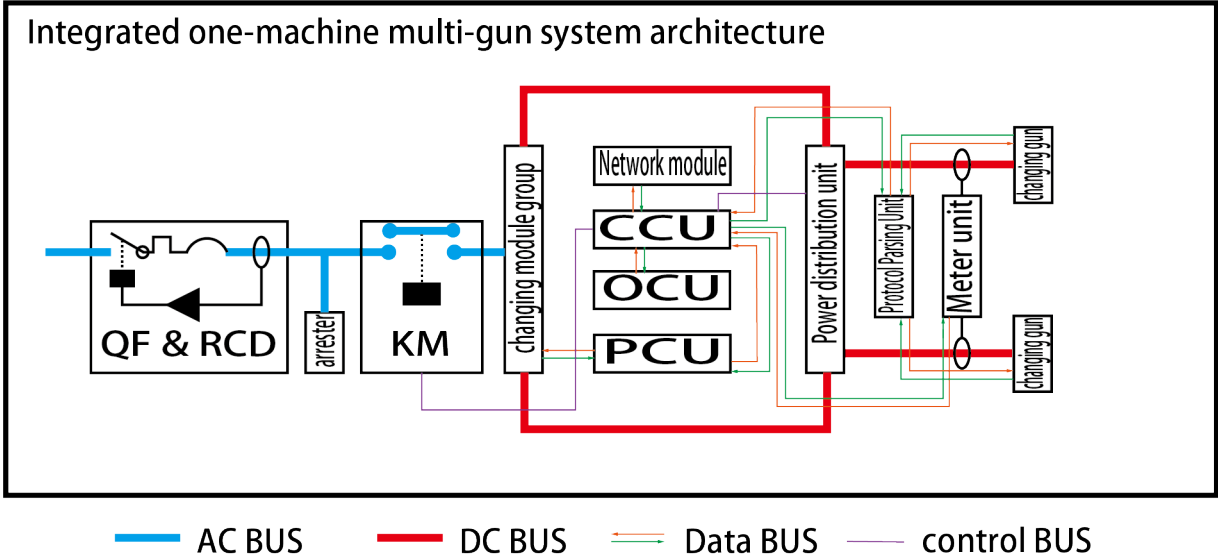 Integrated one-machine multi-gun system architecture
QF & RCD
arrester
KM
changing module group
Network module
CCU
OCU
PCU
Power distribution unit
Protocol Parsing Unit
Meter unit
changing gun
changing gun
AC BUS
DC BUS
Data BUS
control BUS